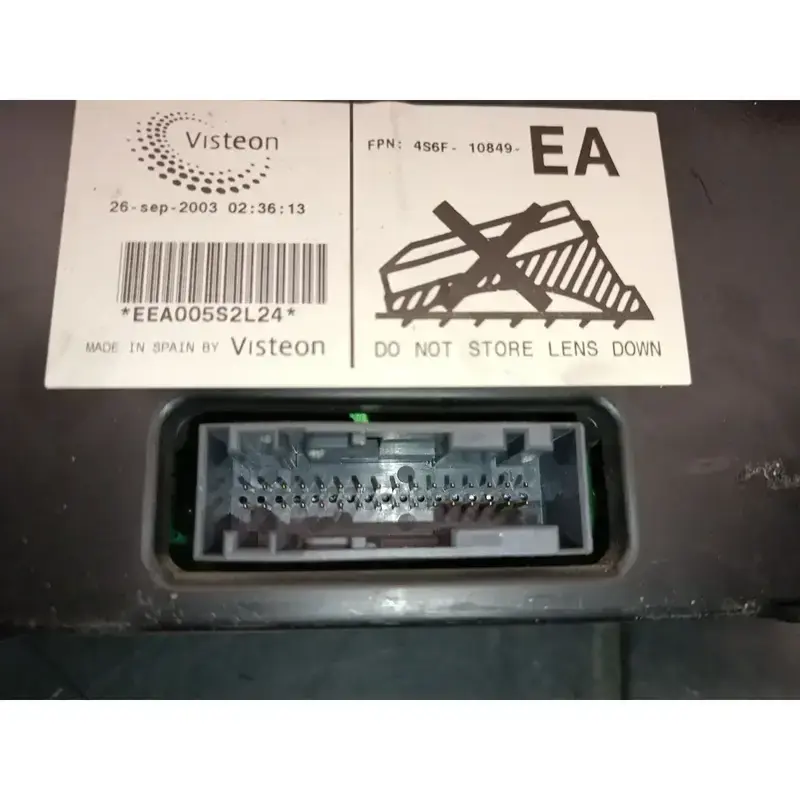 Visteon
26-sep-2003 02:36:13
*EEA005S2L24*
MADE IN SPAIN BY Visteon
FPN: 4S6F- 10849- EA
DO NOT STORE LENS DOWN